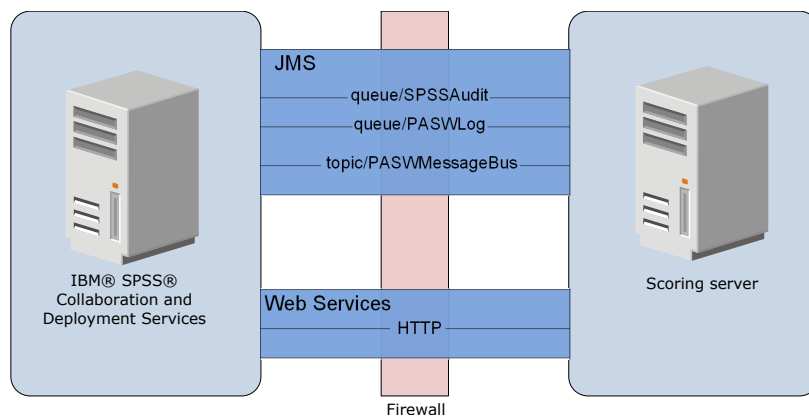 JMS
queue/SPSSAudit
queue/PASWLog
topic/PASWMessageBus
IBM® SPSS®
Collaboration and
Deployment Services
Scoring server
Web Services
HTTP
Firewall